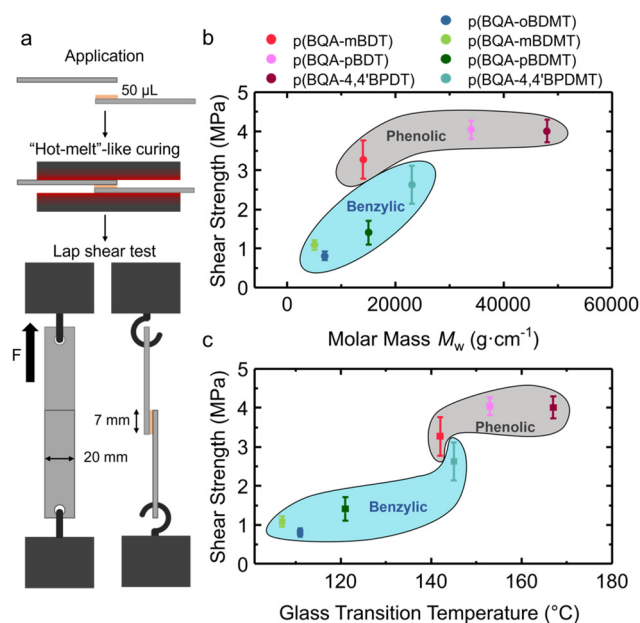 a
Application
50 µL
"Hot-melt"-like curing
Lap shear test
F
7 mm
20 mm
b
p(BQA-mBDT)
p(BQA-pBDT)
p(BQA-4,4'BPDT)
p(BQA-oBDMT)
p(BQA-mBDMT)
p(BQA-pBDMT)
p(BQA-4,4'BPDMT)
Shear Strength (MPa)
5
4
3
2
1
0
Phenolic
Benzylic
0
20000
40000
60000
Molar Mass Mw (g·cm⁻¹)
c
Shear Strength (MPa)
5
4
3
2
1
0
Phenolic
Benzylic
120
140
160
180
Glass Transition Temperature (°C)